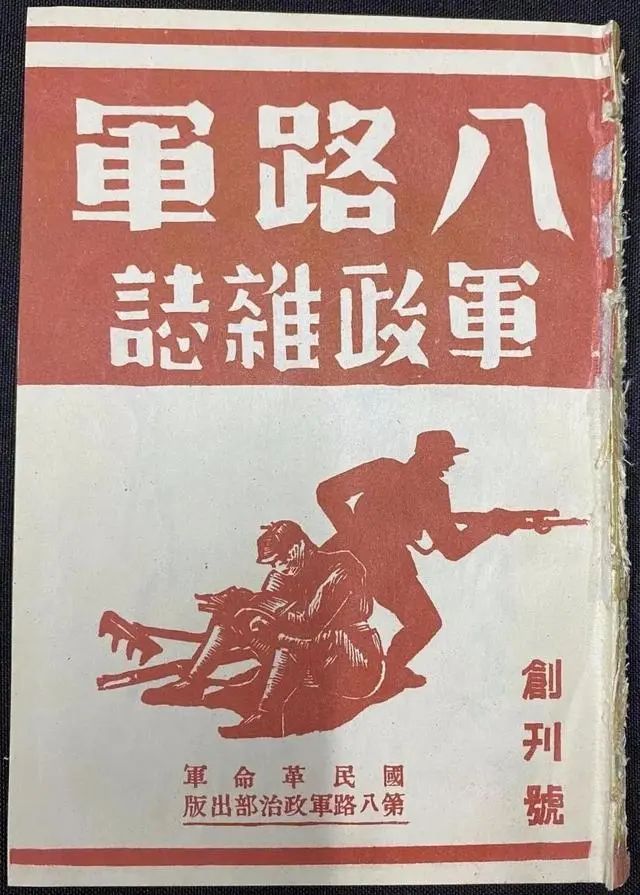 八路軍
軍政雜誌
創刊號
國民革命軍
第八路軍政治部出版